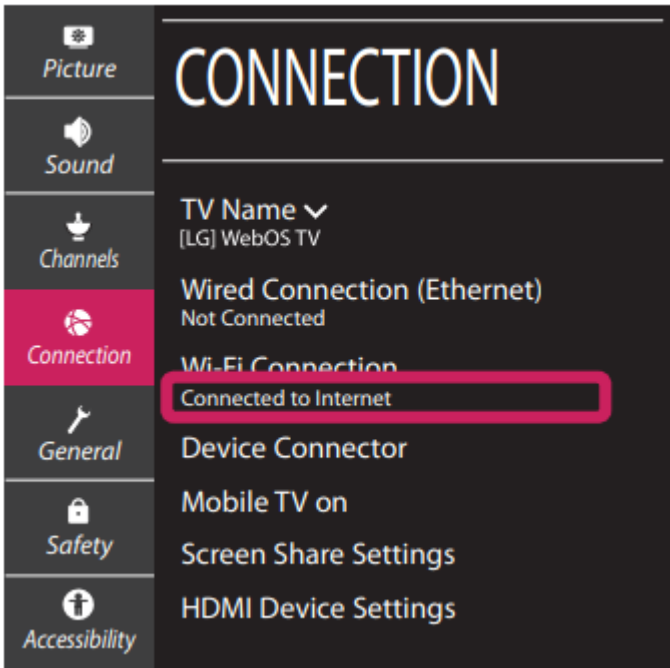 Picture
Sound
Channels
Connection
General
Safety
Accessibility
CONNECTION
TV Name
[LG] WebOS TV
Wired Connection (Ethernet)
Not Connected
Wi-Fi Connection
Connected to Internet
Device Connector
Mobile TV on
Screen Share Settings
HDMI Device Settings